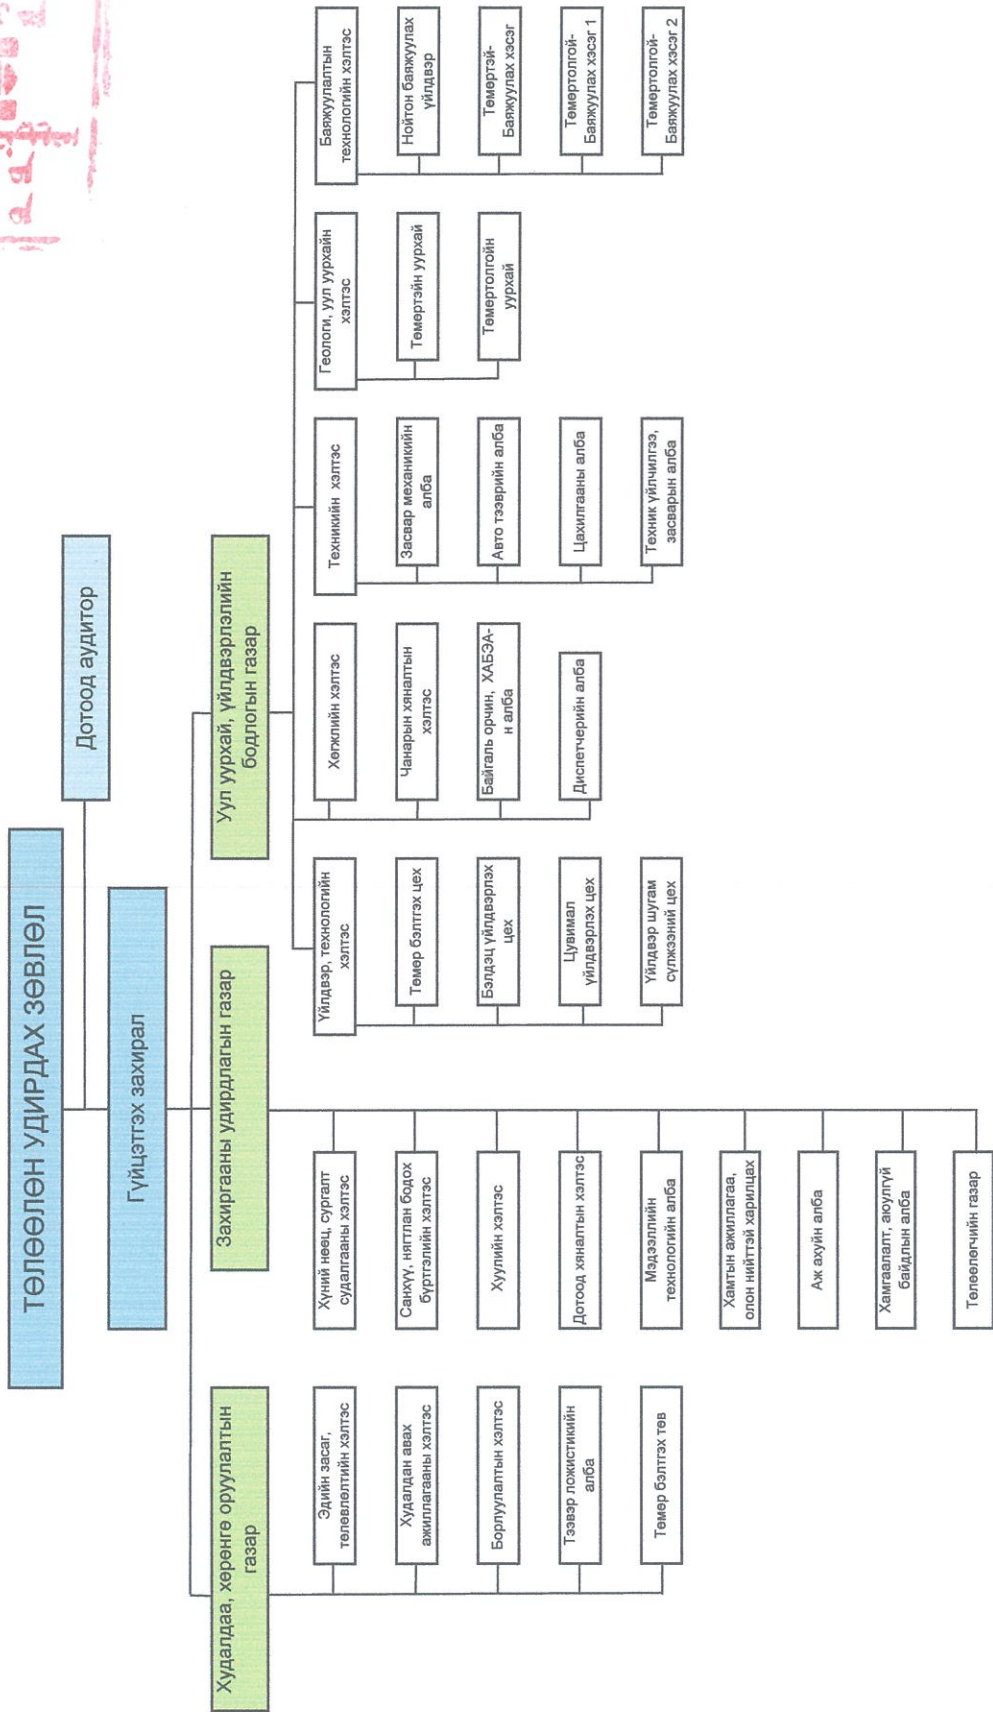 ТӨЛӨӨЛӨН УДИРДАХ ЗӨВЛӨЛ
Дотоод аудитор
Гүйцэтгэх захирал
Худалдаа, хөрөнгө оруулалтын
газар
Эдийн засаг,
төлөвлөлтийн хэлтэс
Худалдан авах
ажиллагааны хэлтэс
Борлуулалтын хэлтэс
Тээвэр ложистикийн
алба
Төмөр бэлтгэх төв
Захиргааны удирдлагын газар
Хүний нөөц, сургалт
судалгааны хэлтэс
Санхүү, нягтлан бодох
бүртгэлийн хэлтэс
Хуулийн хэлтэс
Дотоод хяналтын хэлтэс
Мэдээллийн
технологийн алба
Хамтын ажиллагаа,
олон нийттэй харилцах
Аж ахуйн алба
Хамгаалалт, аюулгүй
байдлын алба
Төлөөлөгчийн газар
Уул уурхай, үйлдвэрлэлийн
бодлогын газар
Үйлдвэр, технологийн
хэлтэс
Төмөр бэлтгэх цех
Бэлдэц үйлдвэрлэх
цех
Цувимал
үйлдвэрлэх цех
Үйлдвэр шугам
сүлжээний цех
Хөгжлийн хэлтэс
Чанарын хяналтын
хэлтэс
Байгаль орчин, ХАБЭА-
н алба
Диспетчерийн алба
Техникийн хэлтэс
Засвар механикийн
алба
Авто тээврийн алба
Цахилгааны алба
Техник үйлчилгээ,
засварын алба
Геологи, уул уурхайн
хэлтэс
Төмөртэйн уурхай
Төмөртолгойн
уурхай
Баяжуулалтын
технологийн хэлтэс
Нойтон баяжуулах
үйлдвэр
Төмөртэй-
Баяжуулах хэсэг
Төмөртолгой-
Баяжуулах хэсэг 1
Төмөртолгой-
Баяжуулах хэсэг 2